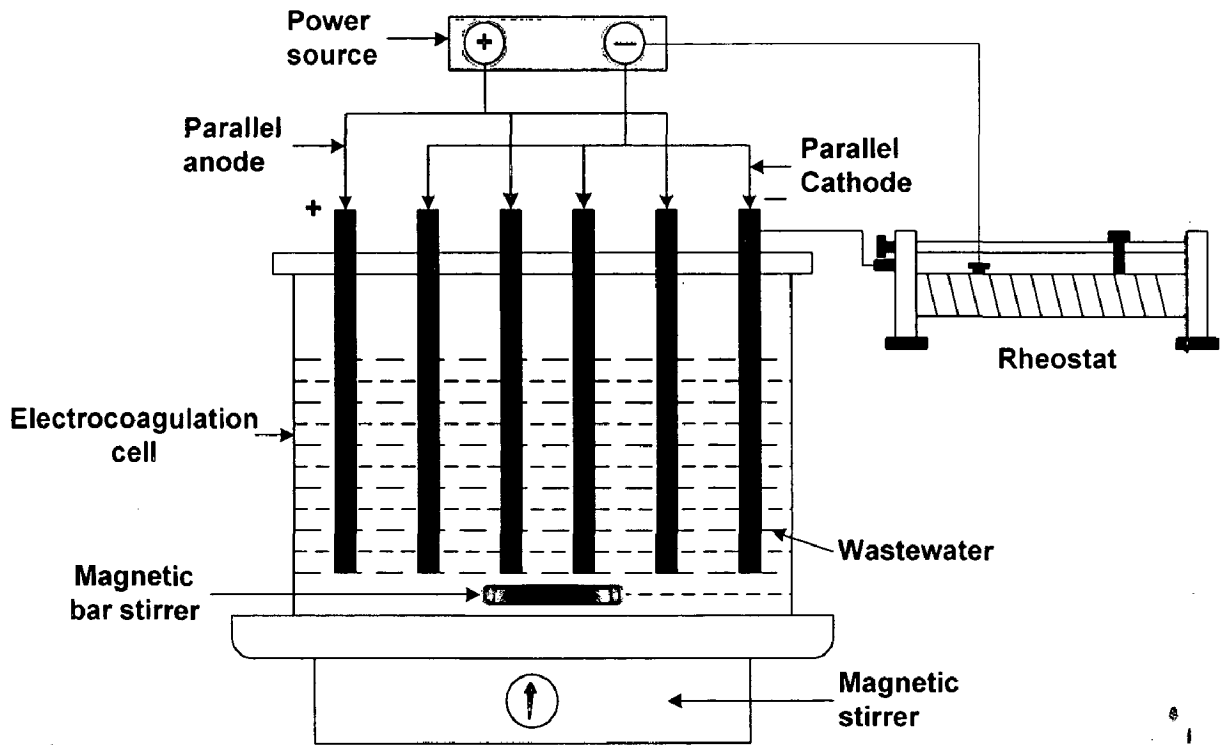 Power
source
+
−
Parallel
anode
Parallel
Cathode
+
−
Rheostat
Electrocoagulation
cell
Wastewater
Magnetic
bar stirrer
Magnetic
stirrer